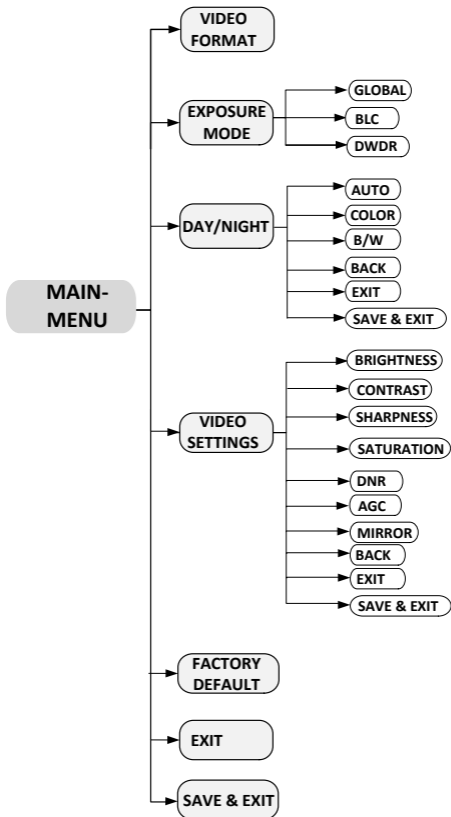 MAIN-
MENU
VIDEO
FORMAT
EXPOSURE
MODE
GLOBAL
BLC
DWDR
DAY/NIGHT
AUTO
COLOR
B/W
BACK
EXIT
SAVE & EXIT
VIDEO
SETTINGS
BRIGHTNESS
CONTRAST
SHARPNESS
SATURATION
DNR
AGC
MIRROR
BACK
EXIT
SAVE & EXIT
FACTORY
DEFAULT
EXIT
SAVE & EXIT